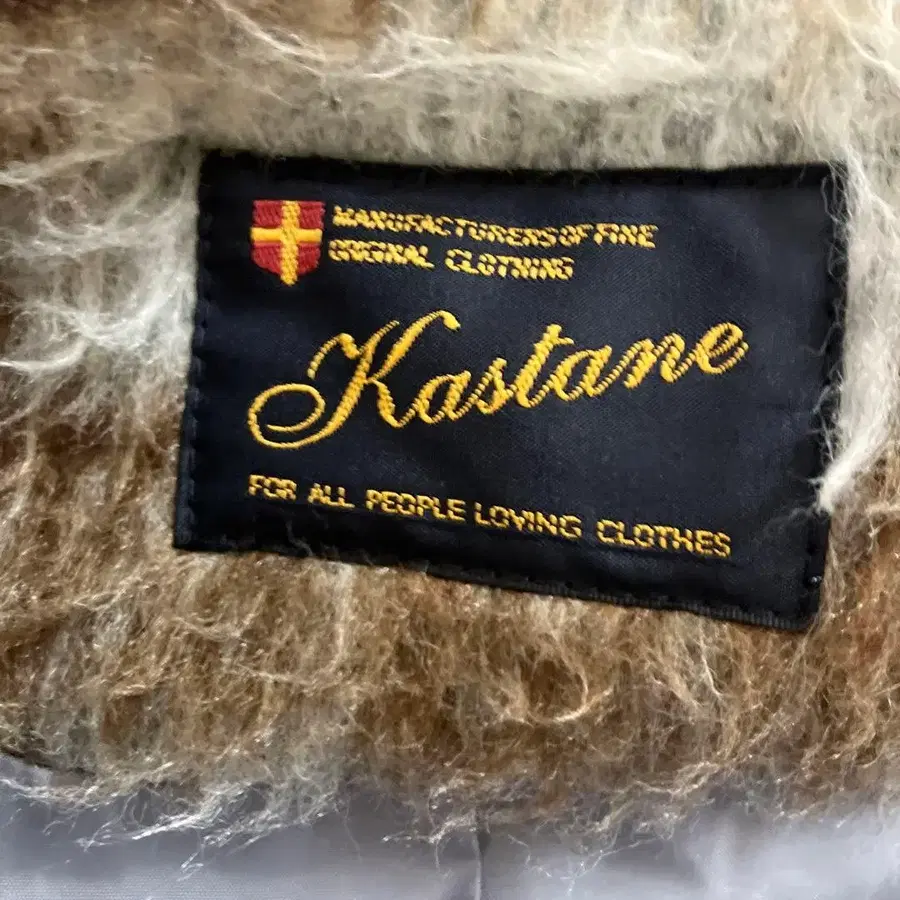 MANUFACTURERS OF FINE
ORIGINAL CLOTHING
Kastane
FOR ALL PEOPLE LOVING CLOTHES